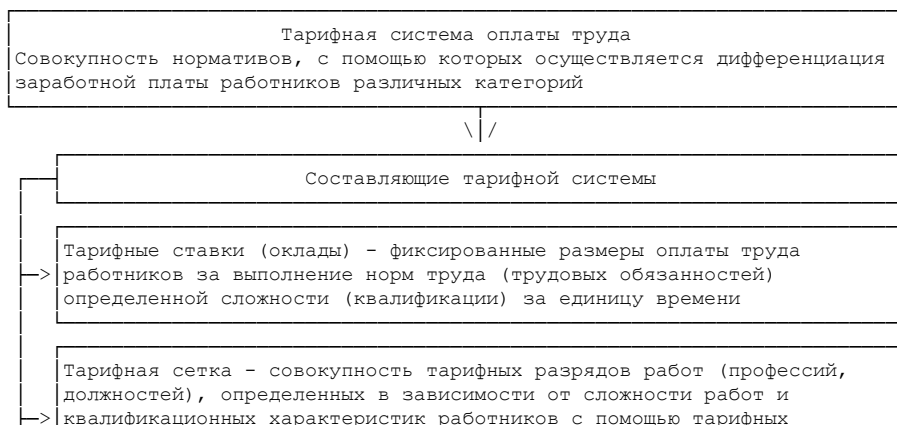 Тарифная система оплаты труда
Совокупность нормативов, с помощью которых осуществляется дифференциация
заработной платы работников различных категорий
Составляющие тарифной системы
Тарифные ставки (оклады) - фиксированные размеры оплаты труда
работников за выполнение норм труда (трудовых обязанностей)
определенной сложности (квалификации) за единицу времени
Тарифная сетка - совокупность тарифных разрядов работ (профессий,
должностей), определенных в зависимости от сложности работ и
квалификационных характеристик работников с помощью тарифных